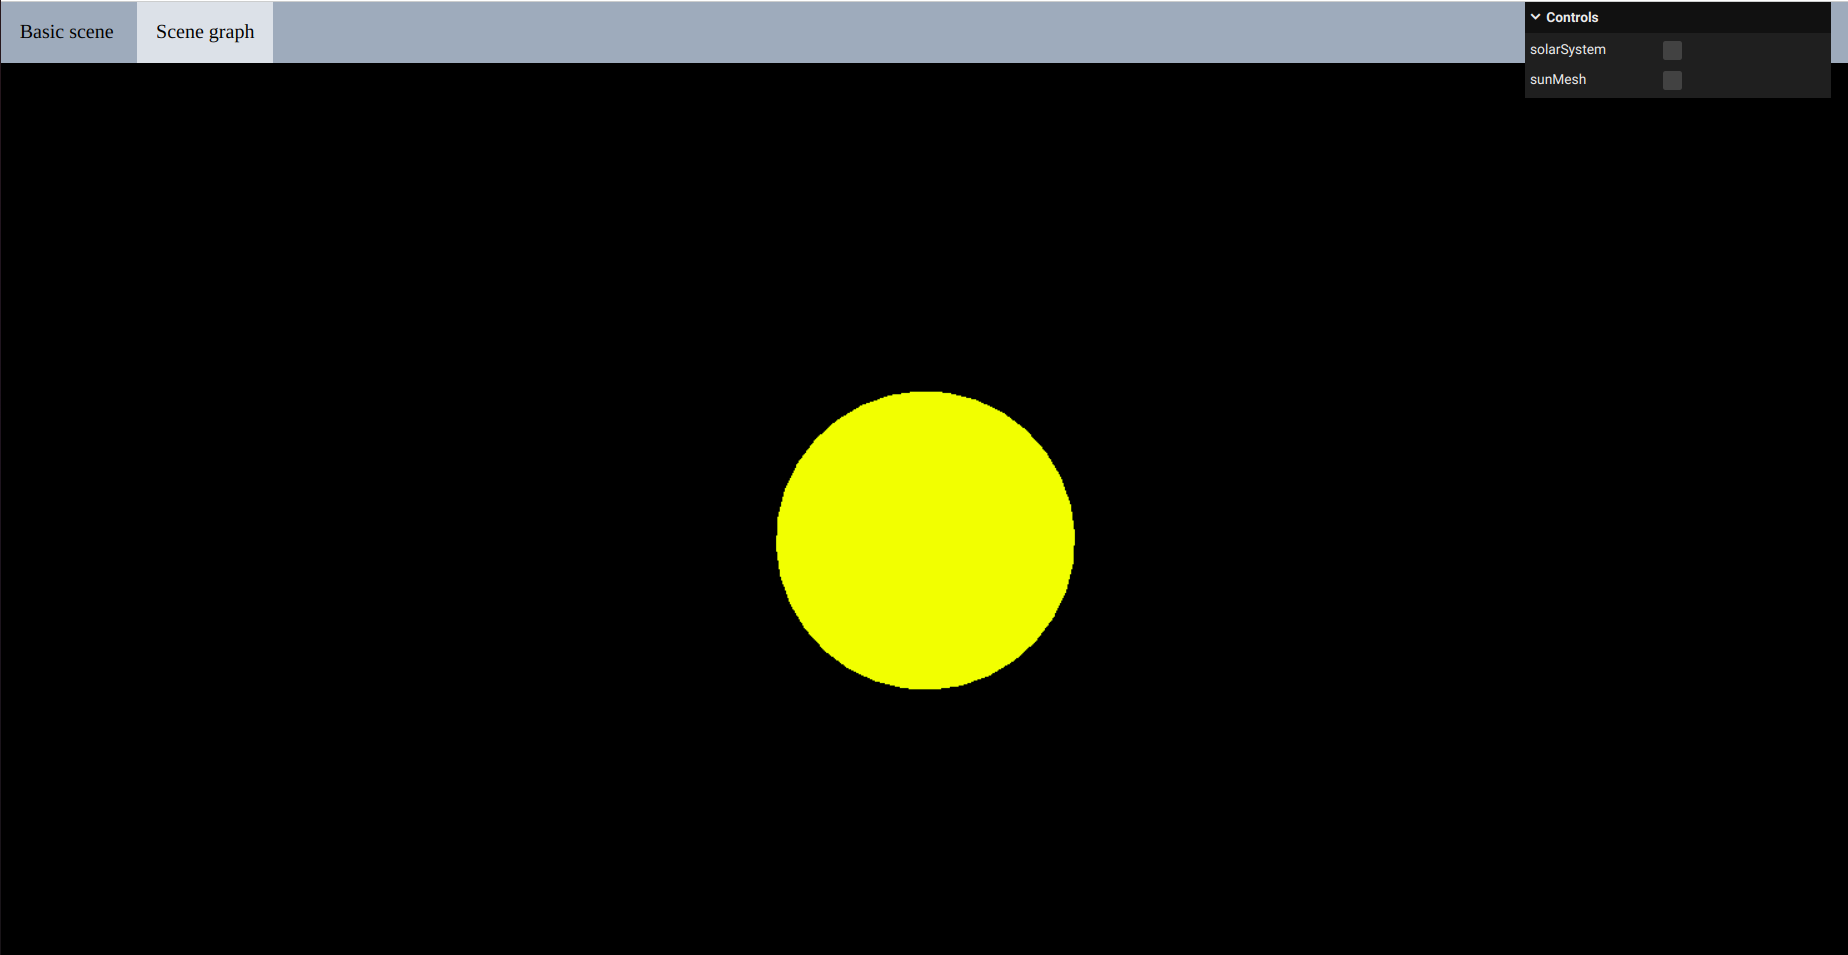 Basic scene
Scene graph
Controls
solarSystem
sunMesh